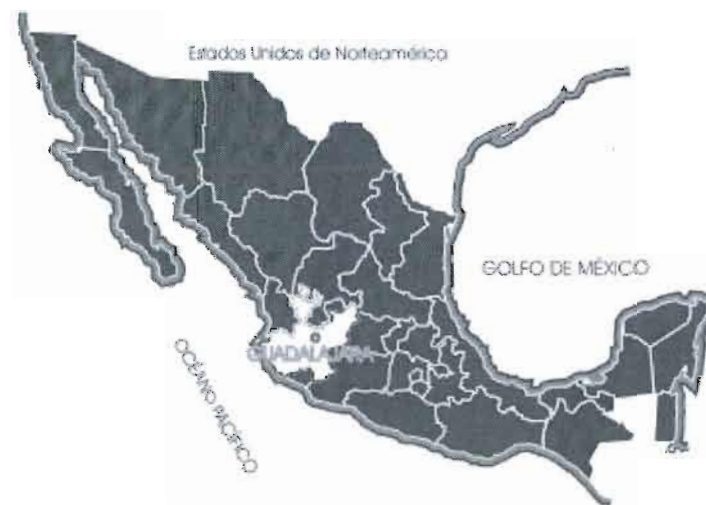 Estados Unidos de Norteamérica
GOLFO DE MÉXICO
GUADALAJARA
OCÉANO PACÍFICO